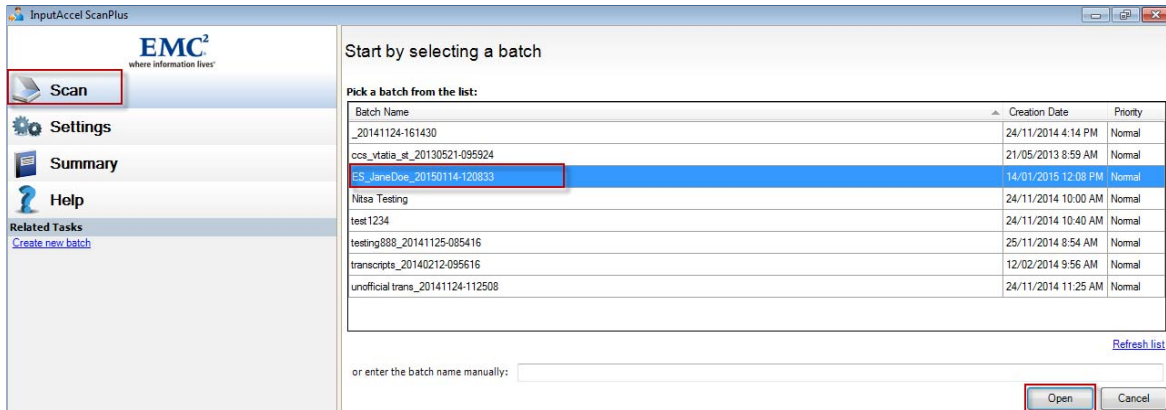 InputAccel ScanPlus
EMC²
where information lives®
Scan
Settings
Summary
Help
Related Tasks
Create new batch
Start by selecting a batch
Pick a batch from the list:
Batch Name Creation Date Priority
_20141124-161430 24/11/2014 4:14 PM Normal
ccs_vtatia_st_20130521-095924 21/05/2013 8:59 AM Normal
ES_JaneDoe_20150114-120833 14/01/2015 12:08 PM Normal
Nitsa Testing 24/11/2014 10:00 AM Normal
test1234 24/11/2014 10:40 AM Normal
testing888_20141125-085416 25/11/2014 8:54 AM Normal
transcripts_20140212-095616 12/02/2014 9:56 AM Normal
unofficial trans_20141124-112508 24/11/2014 11:25 AM Normal
Refresh list
or enter the batch name manually:
Open Cancel